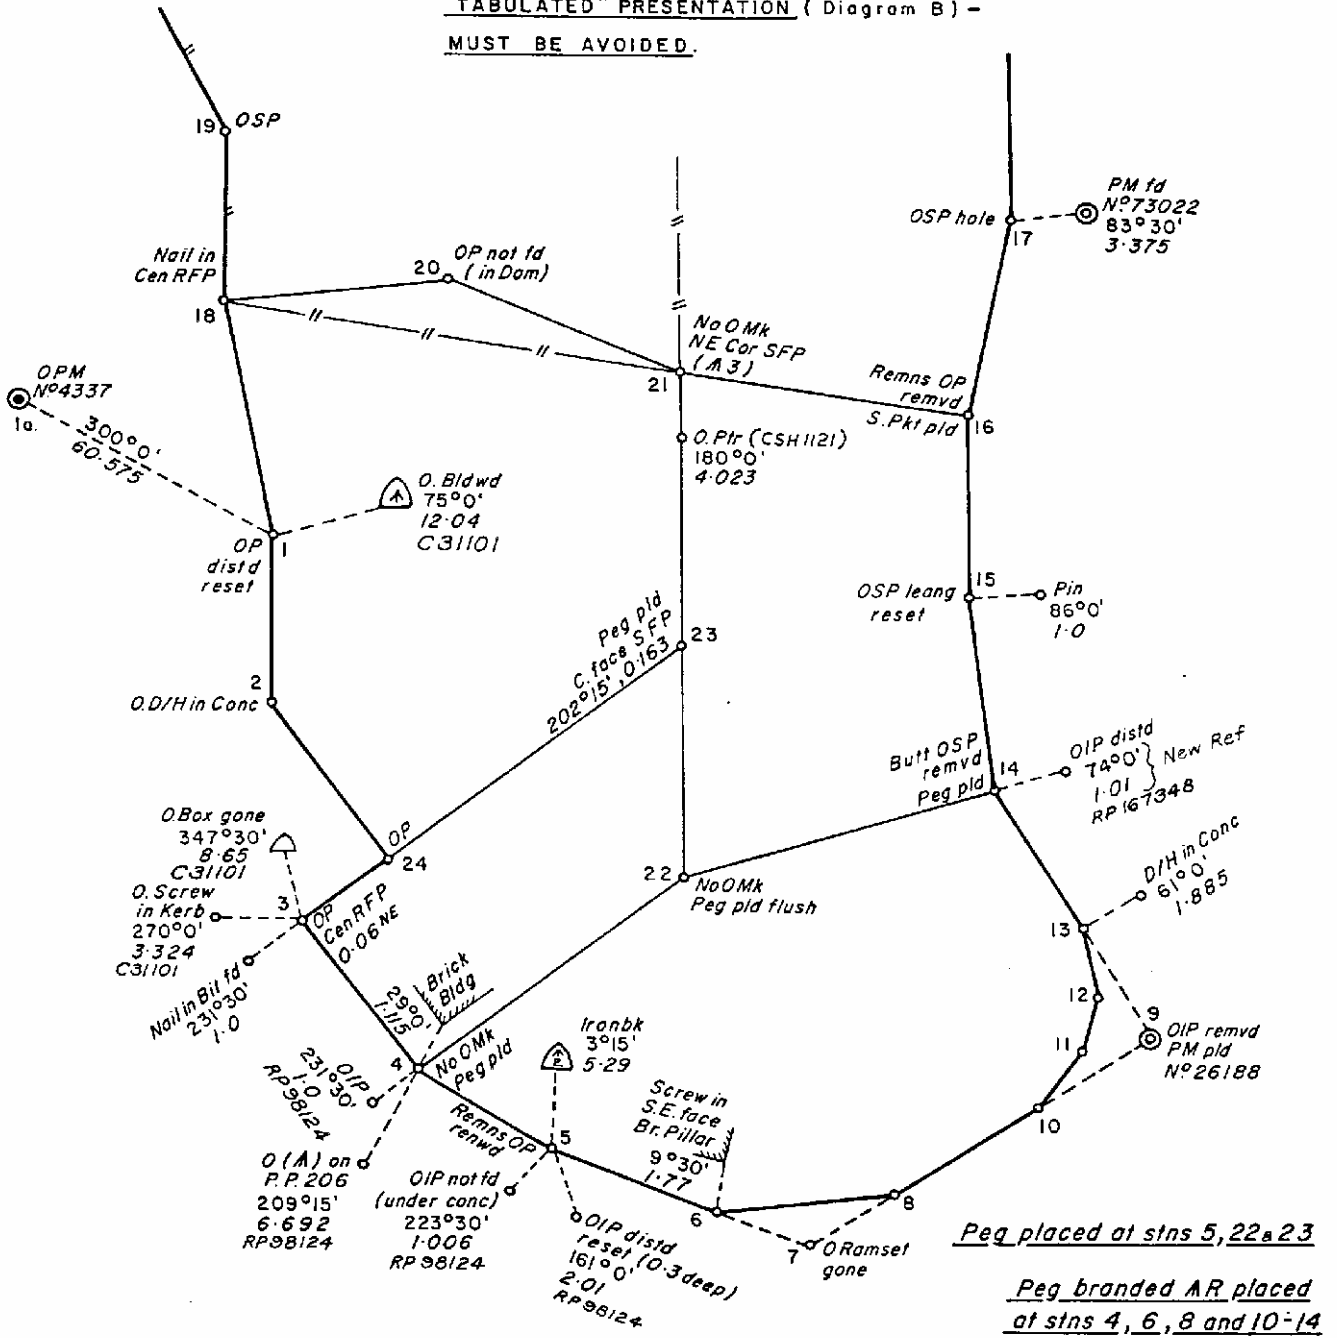 "TABULATED" PRESENTATION ( Diagram B ) –
MUST BE AVOIDED.
19
OSP
PM fd
Nº73022
83°30'
3·375
OSP hole
17
Nail in
Cen RFP
18
20
OP not fd
( in Dam)
No O Mk
NE Cor SFP
21
Remns OP
remvd
S. Pkt pld
16
OPM
Nº4337
1a.
300°0'
60·575
O. Ptr (CSH 1121)
180°0'
4·023
O. Bldwd
75°0'
12·04
C31101
OP
distd
reset
1
OSP leang
reset
15
Pin
86°0'
1·0
Peg pld
C. face SFP
202°15', 0·163
23
2
O.D/H in Conc
Butt OSP
remvd
Peg pld
14
OIP distd
74°0'
1·01
RP 167348
New Ref
O.Box gone
347°30'
8·65
C31101
O. Screw
in Kerb
270°0'
3·324
C31101
3
OP
Cen RFP
0·06 NE
OP
24
22
No O Mk
Peg pld flush
D/H in Conc
61°0'
1·885
13
Nail in Bit fd
231°30'
1·0
29°0'
1·115
Brick
Bldg
12
11
9
OIP remvd
PM pld
Nº 26188
10
4
No O Mk
Peg pld
OIP
231°30'
1·0
RP98124
Ironbk
3°15'
5·29
Screw in
S.E. face
Br. Pillar
9°30'
1·77
Remns OP
renwd
5
on
P.P. 206
209°15'
6·692
RP98124
OIP not fd
(under conc)
223°30'
1·006
RP 98124
OIP distd
reset (0·3 deep)
161°0'
2·01
RP98124
6
7
O Ramset
gone
8
Peg placed at stns 5, 22 & 23
Peg branded AR placed
at stns 4, 6, 8 and 10-14